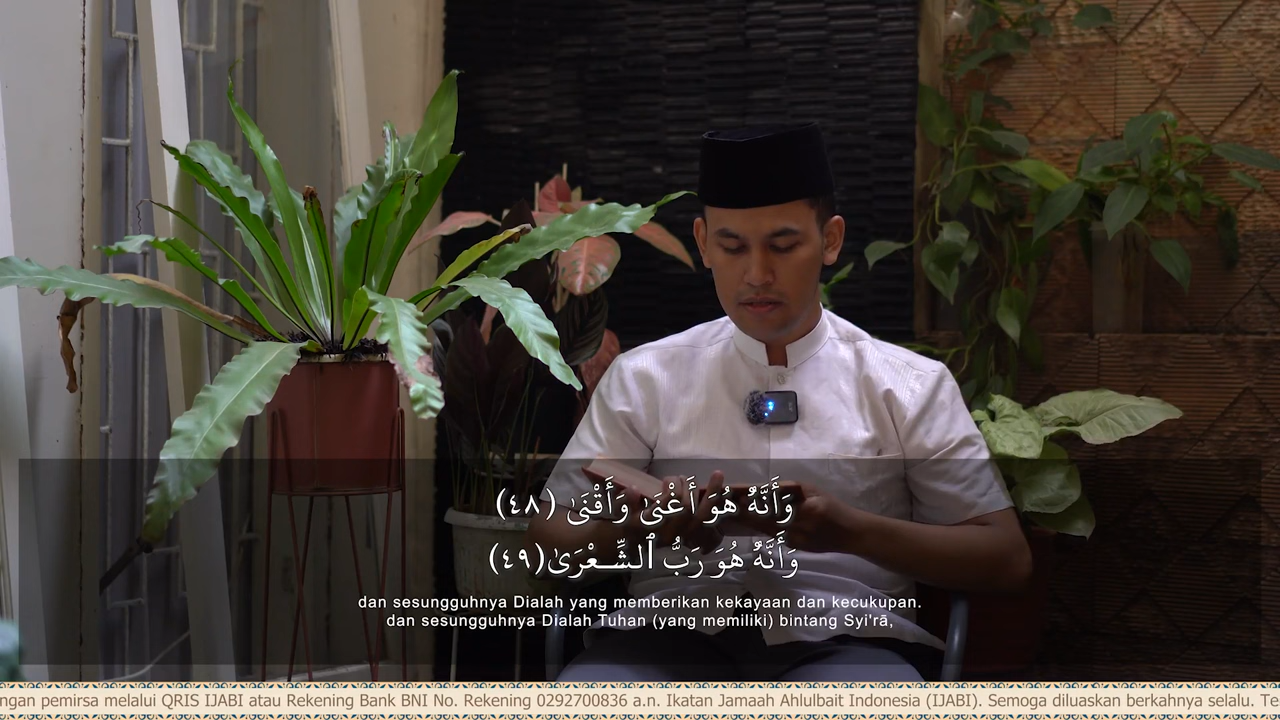 وَأَنَّهُۥ هُوَ أَغْنَىٰ وَأَقْنَىٰ (٤٨)
وَأَنَّهُۥ هُوَ رَبُّ ٱلشِّعْرَىٰ(٤٩)
dan sesungguhnya Dialah yang memberikan kekayaan dan kecukupan.
dan sesungguhnya Dialah Tuhan (yang memiliki) bintang Syi'rā,
ngan pemirsa melalui QRIS IJABI atau Rekening Bank BNI No. Rekening 0292700836 a.n. Ikatan Jamaah Ahlulbait Indonesia (IJABI). Semoga diluaskan berkahnya selalu. Te